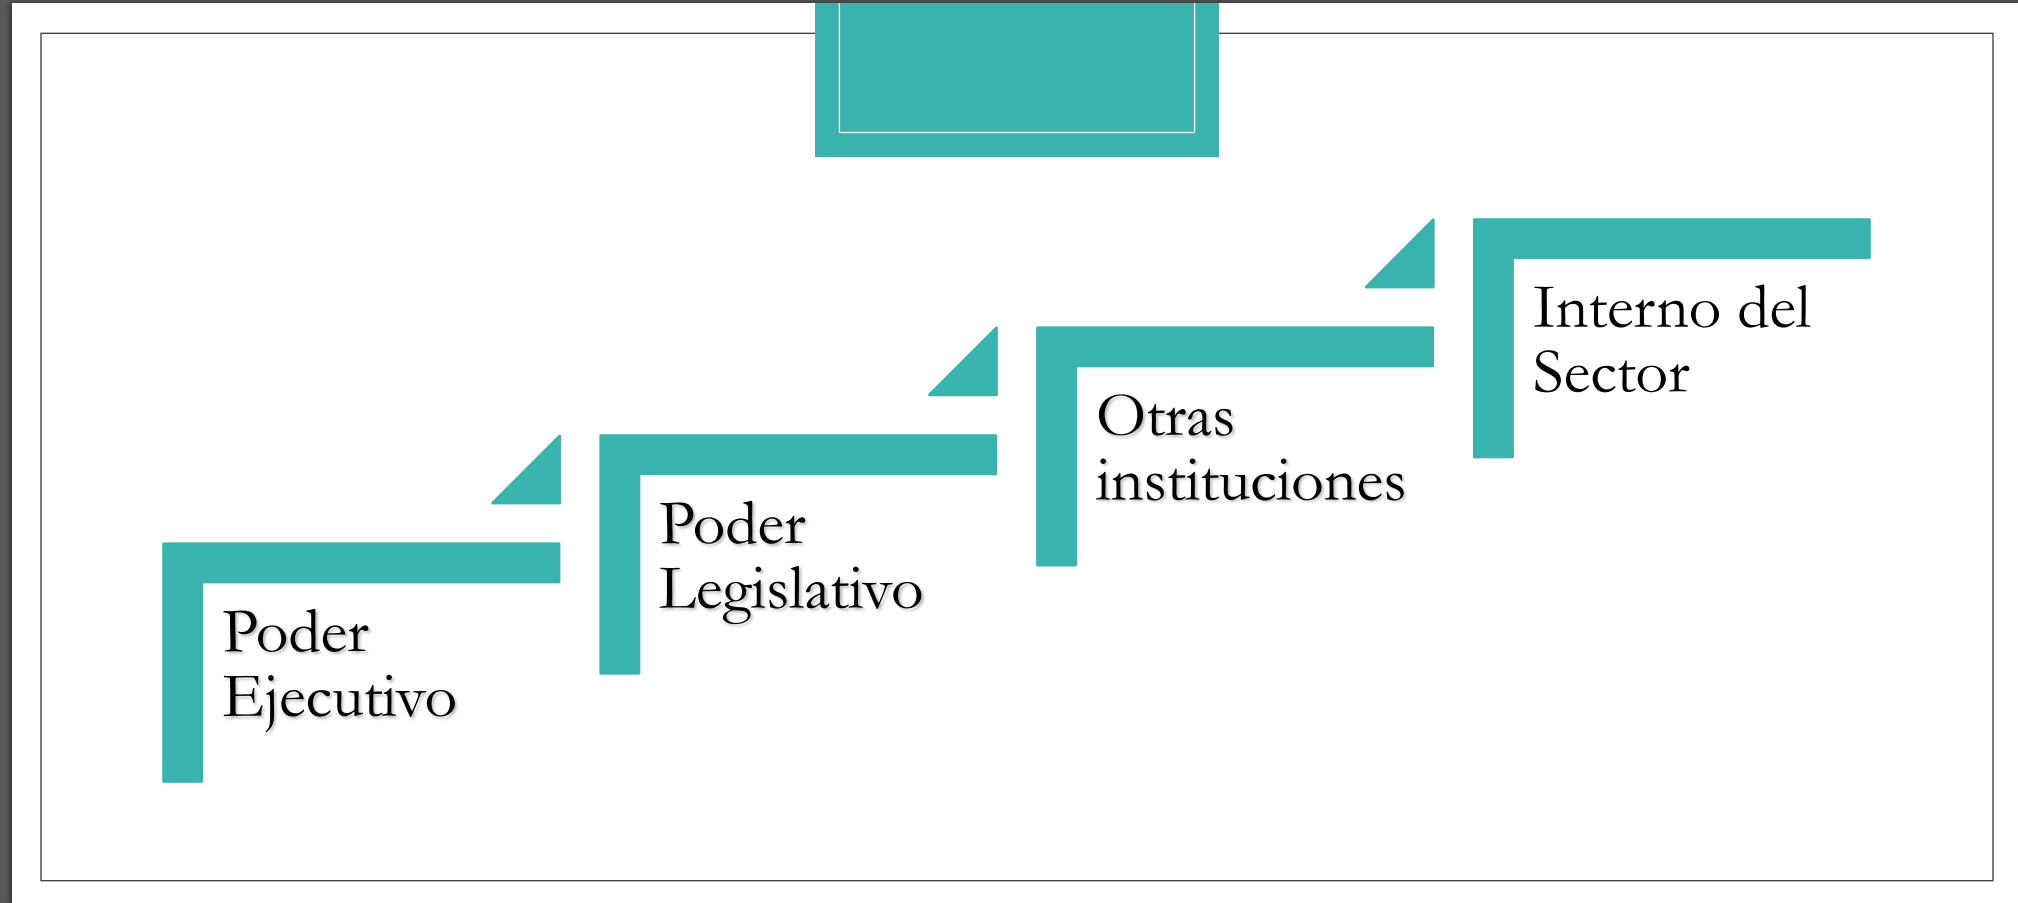 Poder
Ejecutivo
Poder
Legislativo
Otras
instituciones
Interno del
Sector